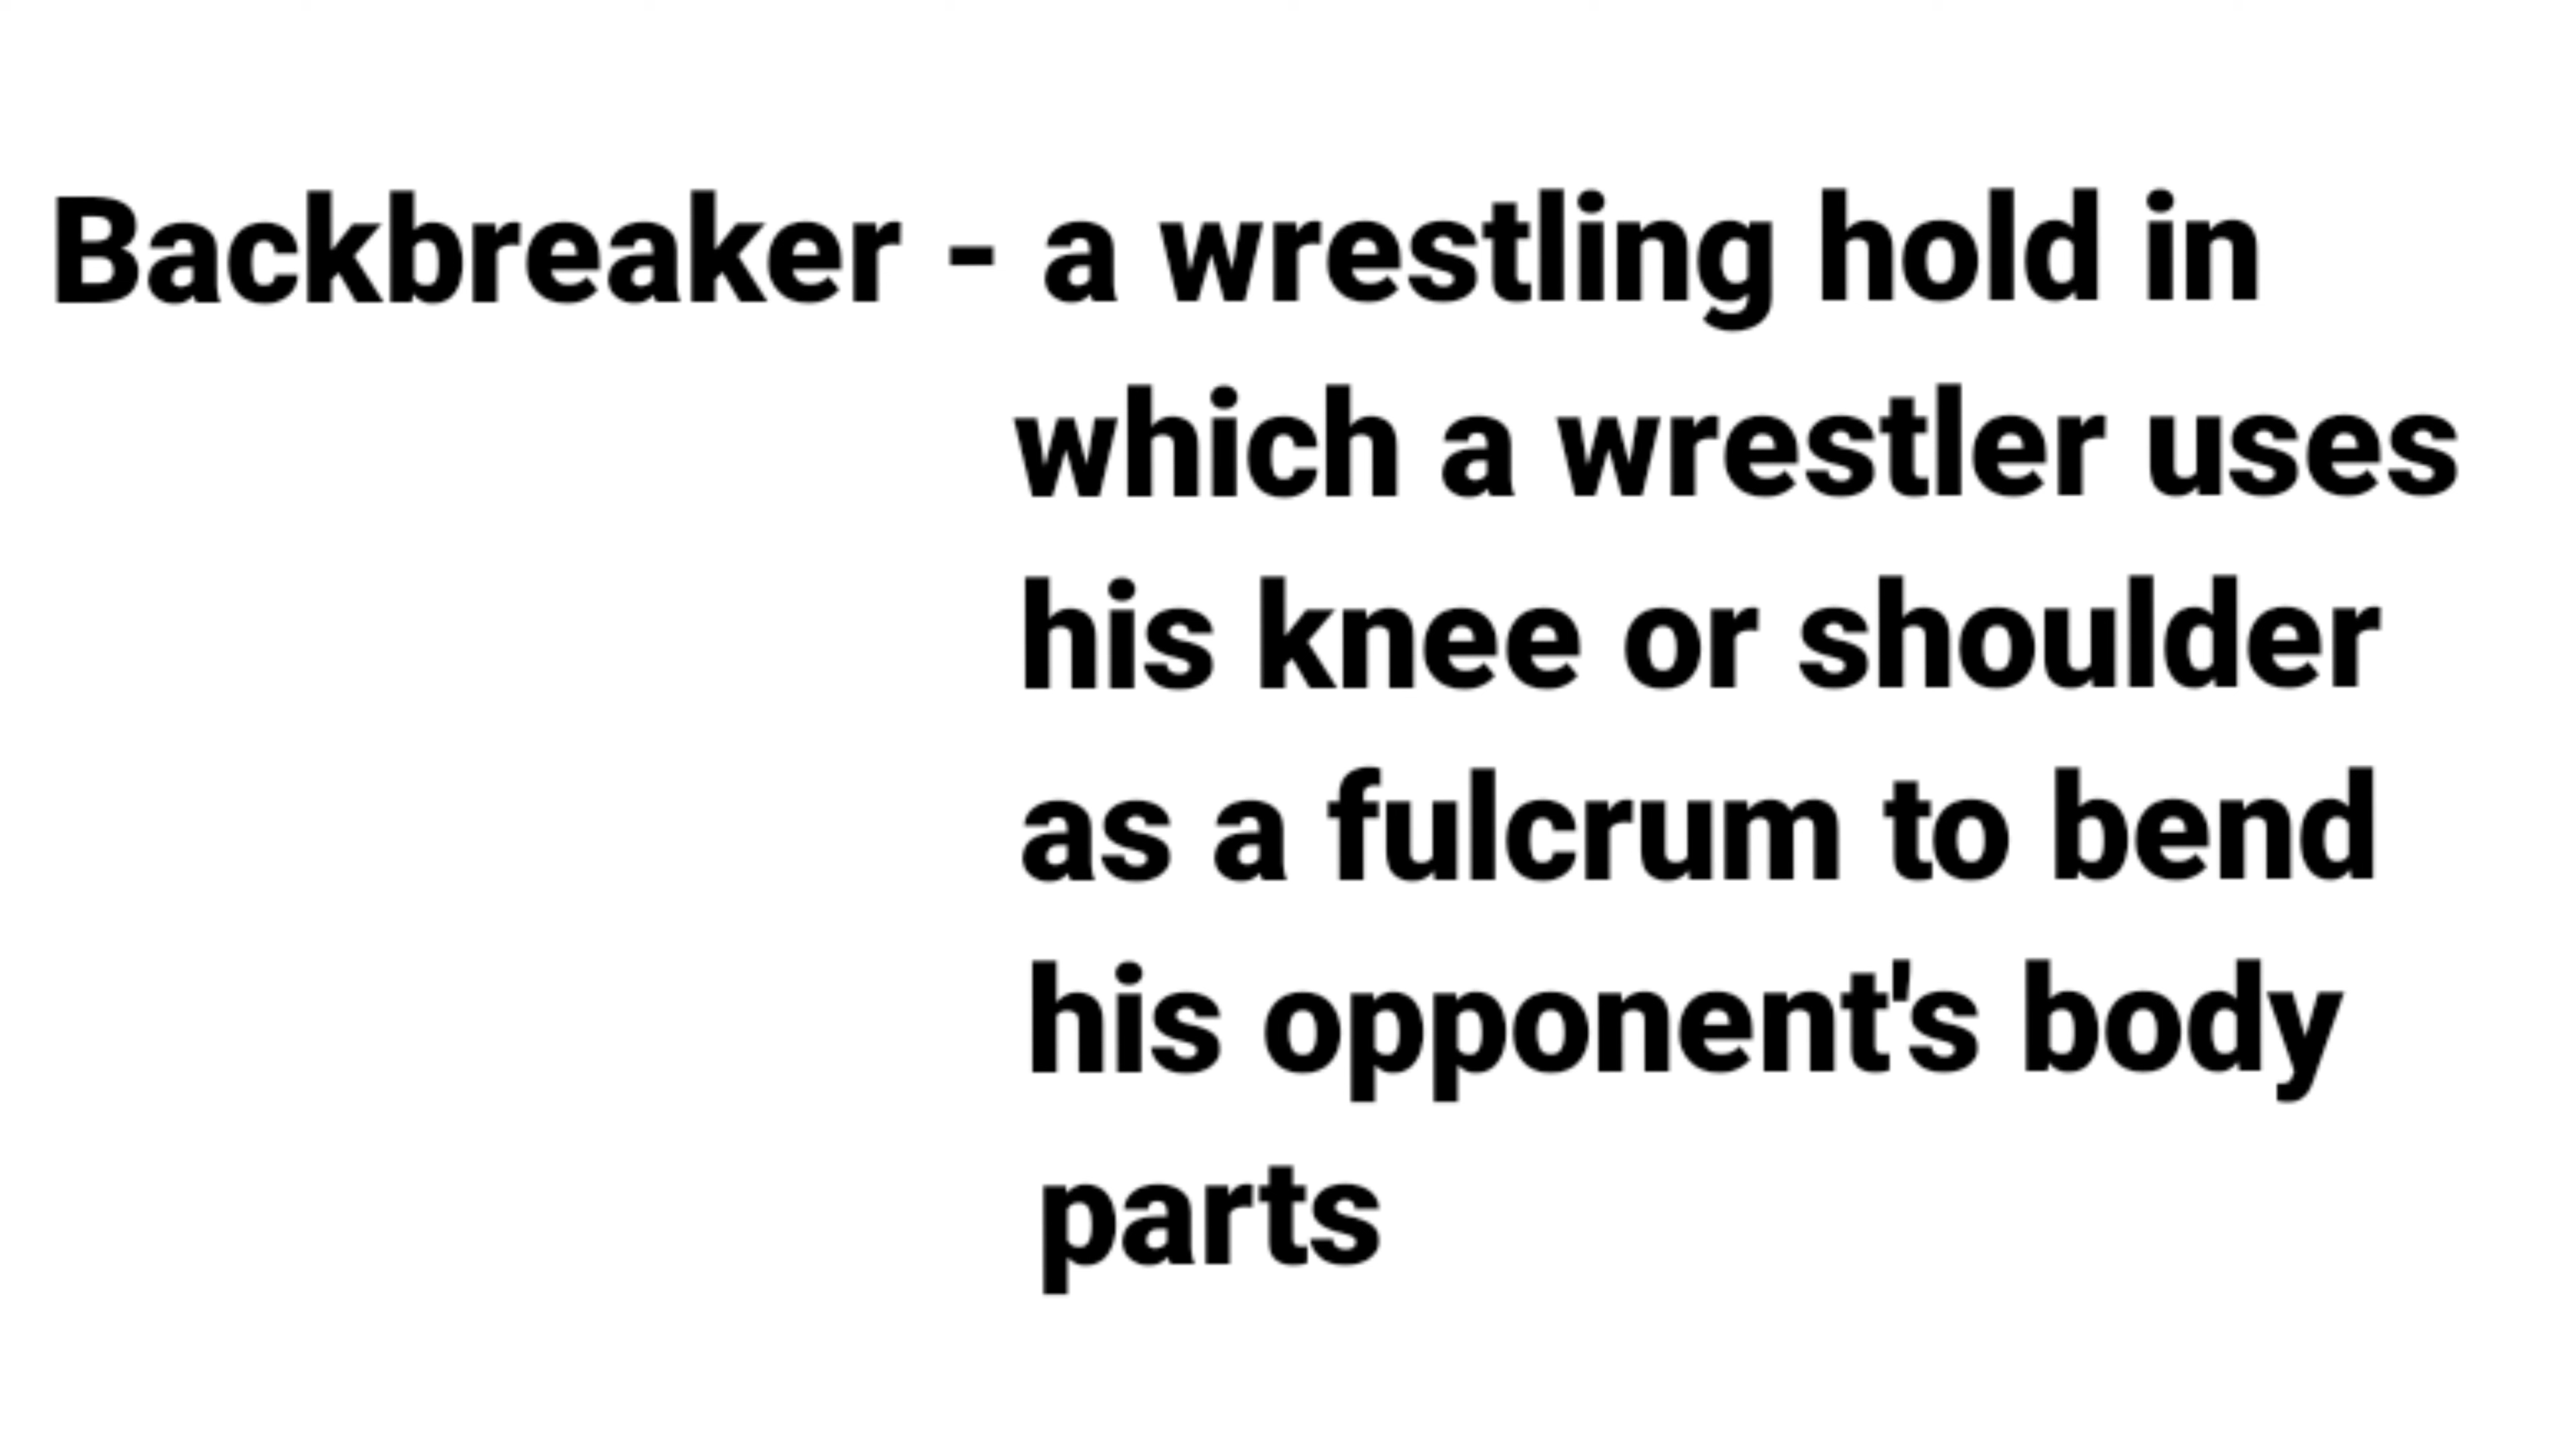 Backbreaker - a wrestling hold in
which a wrestler uses
his knee or shoulder
as a fulcrum to bend
his opponent's body
parts